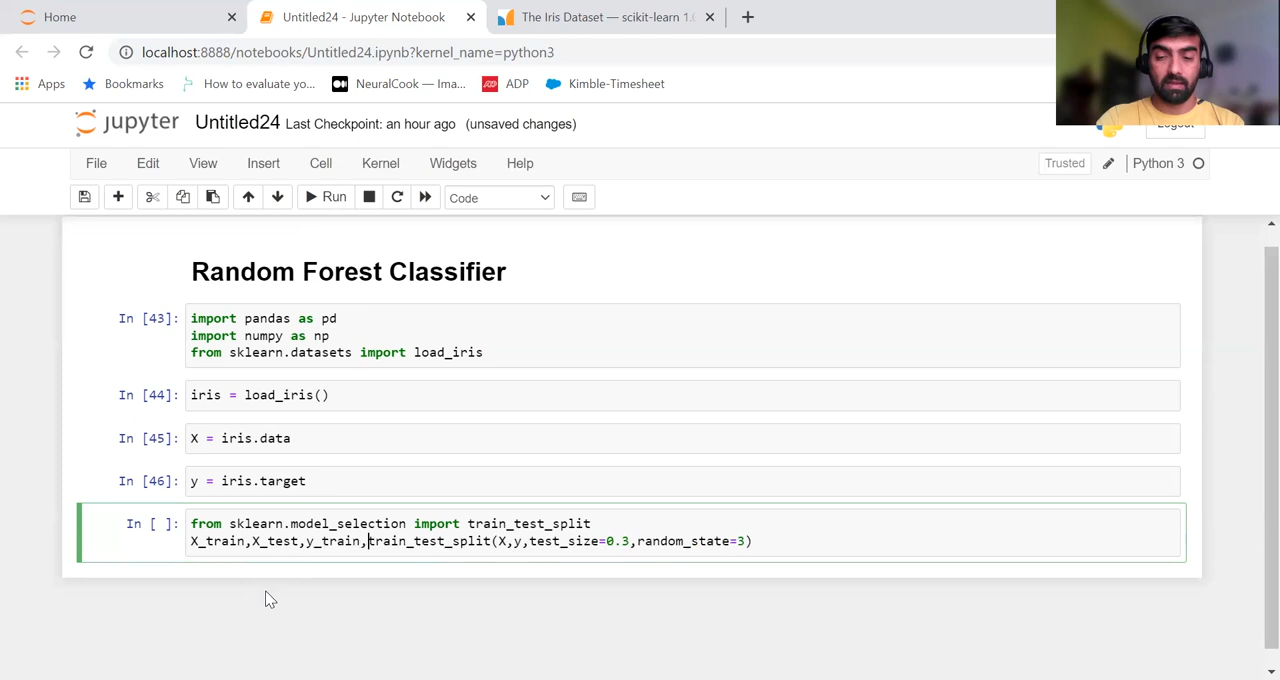 Home
Untitled24 - Jupyter Notebook
The Iris Dataset — scikit-learn 1.
localhost:8888/notebooks/Untitled24.ipynb?kernel_name=python3
Apps
Bookmarks
How to evaluate yo...
NeuralCook — Ima...
ADP
Kimble-Timesheet
jupyter
Untitled24
Last Checkpoint: an hour ago (unsaved changes)
Logout
File
Edit
View
Insert
Cell
Kernel
Widgets
Help
Trusted
Python 3
Run
Code
Random Forest Classifier
In [43]:
import pandas as pd
import numpy as np
from sklearn.datasets import load_iris
In [44]:
iris = load_iris()
In [45]:
X = iris.data
In [46]:
y = iris.target
In [ ]:
from sklearn.model_selection import train_test_split
X_train,X_test,y_train,train_test_split(X,y,test_size=0.3,random_state=3)